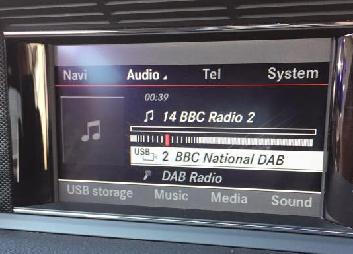 Navi Audio Tel System
00:39
14 BBC Radio 2
USB 2 BBC National DAB
DAB Radio
USB storage Music Media Sound